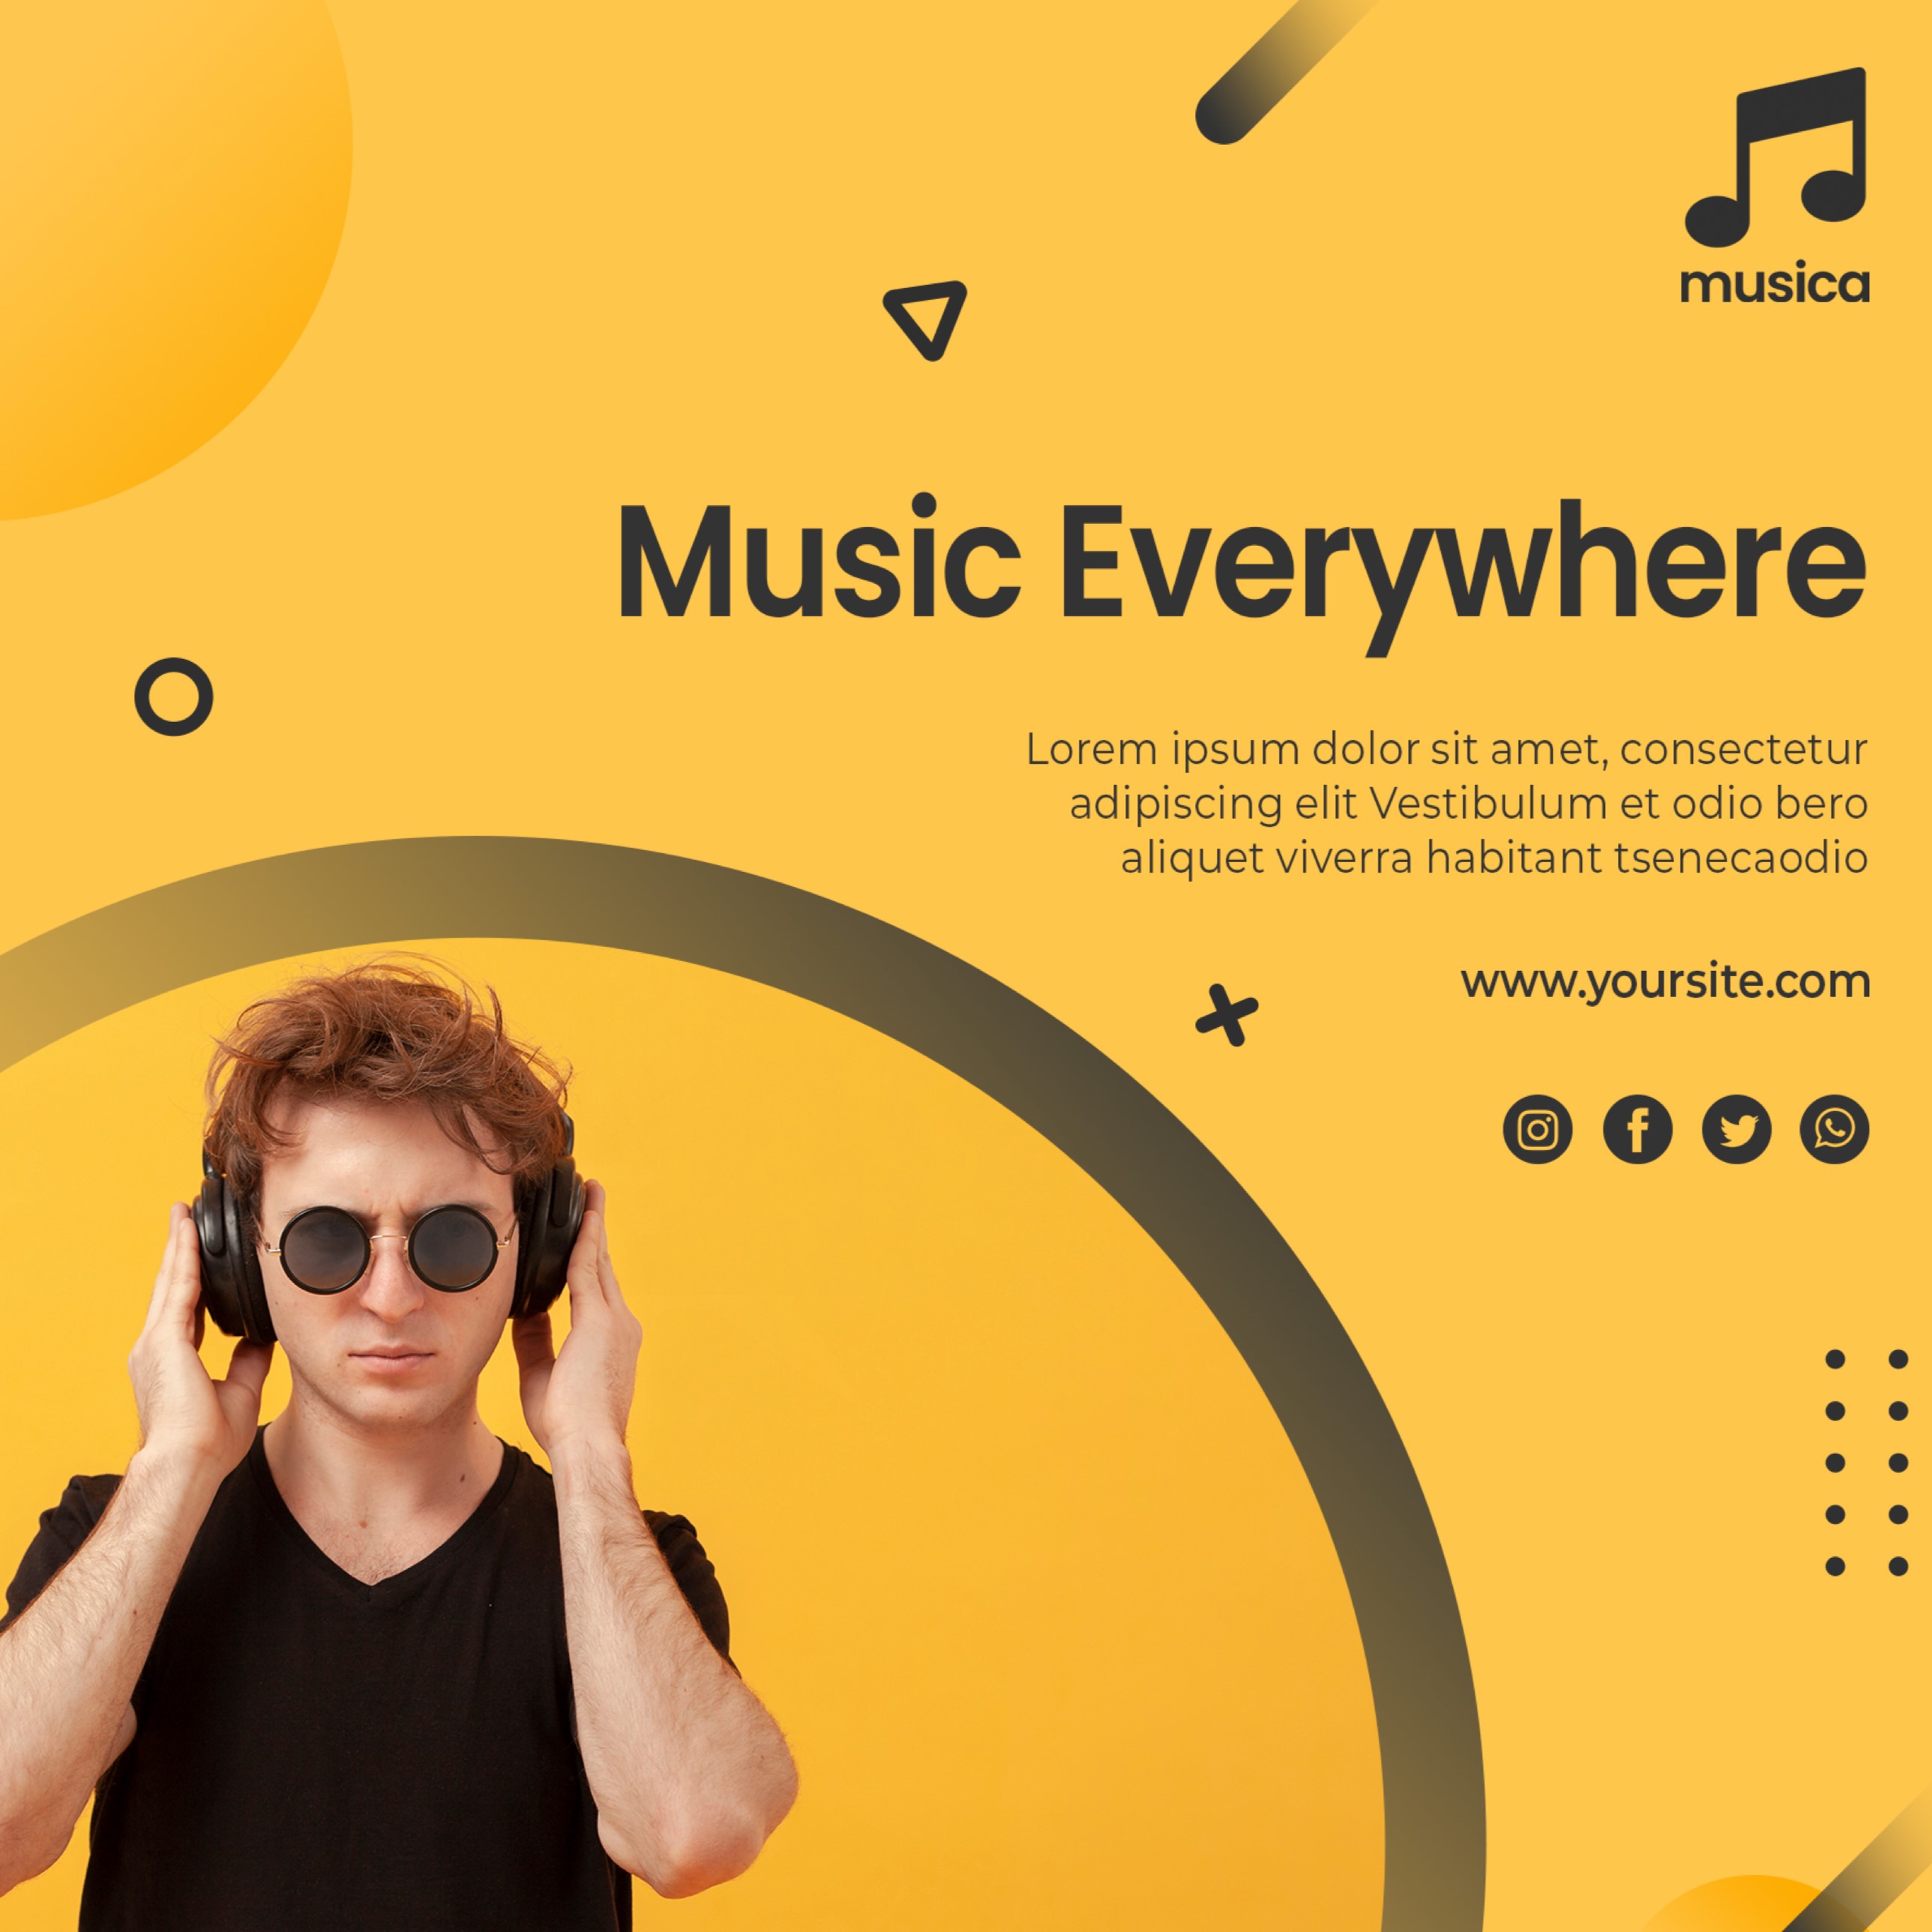 musica
Music Everywhere
Lorem ipsum dolor sit amet, consectetur
adipiscing elit Vestibulum et odio bero
aliquet viverra habitant tsenecaodio
www.yoursite.com